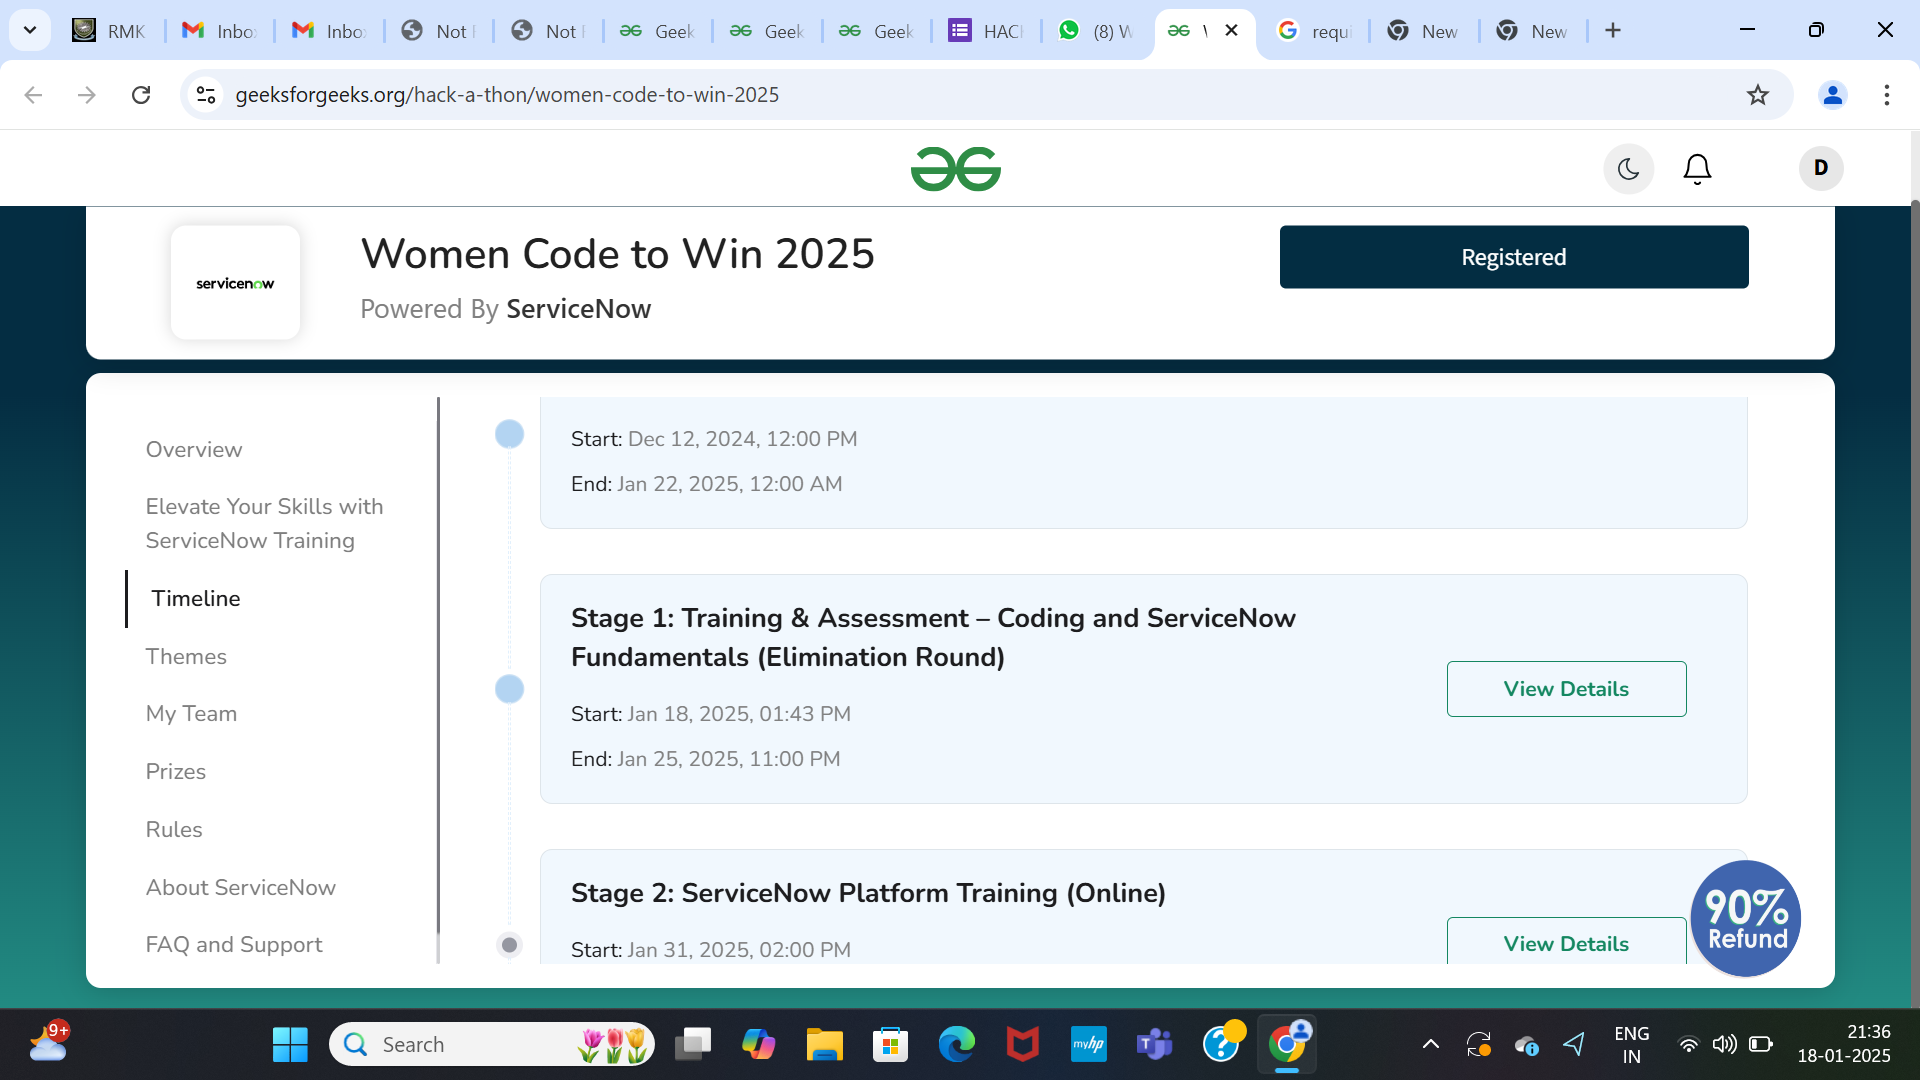 RMK
Inbo
Inbo
Not
Not
Geek
Geek
Geek
HAC
(8) W
requi
New
New
geeksforgeeks.org/hack-a-thon/women-code-to-win-2025
D
servicenow
Women Code to Win 2025
Powered By ServiceNow
Registered
Overview
Elevate Your Skills with
ServiceNow Training
Timeline
Themes
My Team
Prizes
Rules
About ServiceNow
FAQ and Support
Start: Dec 12, 2024, 12:00 PM
End: Jan 22, 2025, 12:00 AM
Stage 1: Training & Assessment – Coding and ServiceNow
Fundamentals (Elimination Round)
Start: Jan 18, 2025, 01:43 PM
End: Jan 25, 2025, 11:00 PM
View Details
Stage 2: ServiceNow Platform Training (Online)
Start: Jan 31, 2025, 02:00 PM
View Details
90%
Refund
9+
Search
myhp
ENG
IN
21:36
18-01-2025